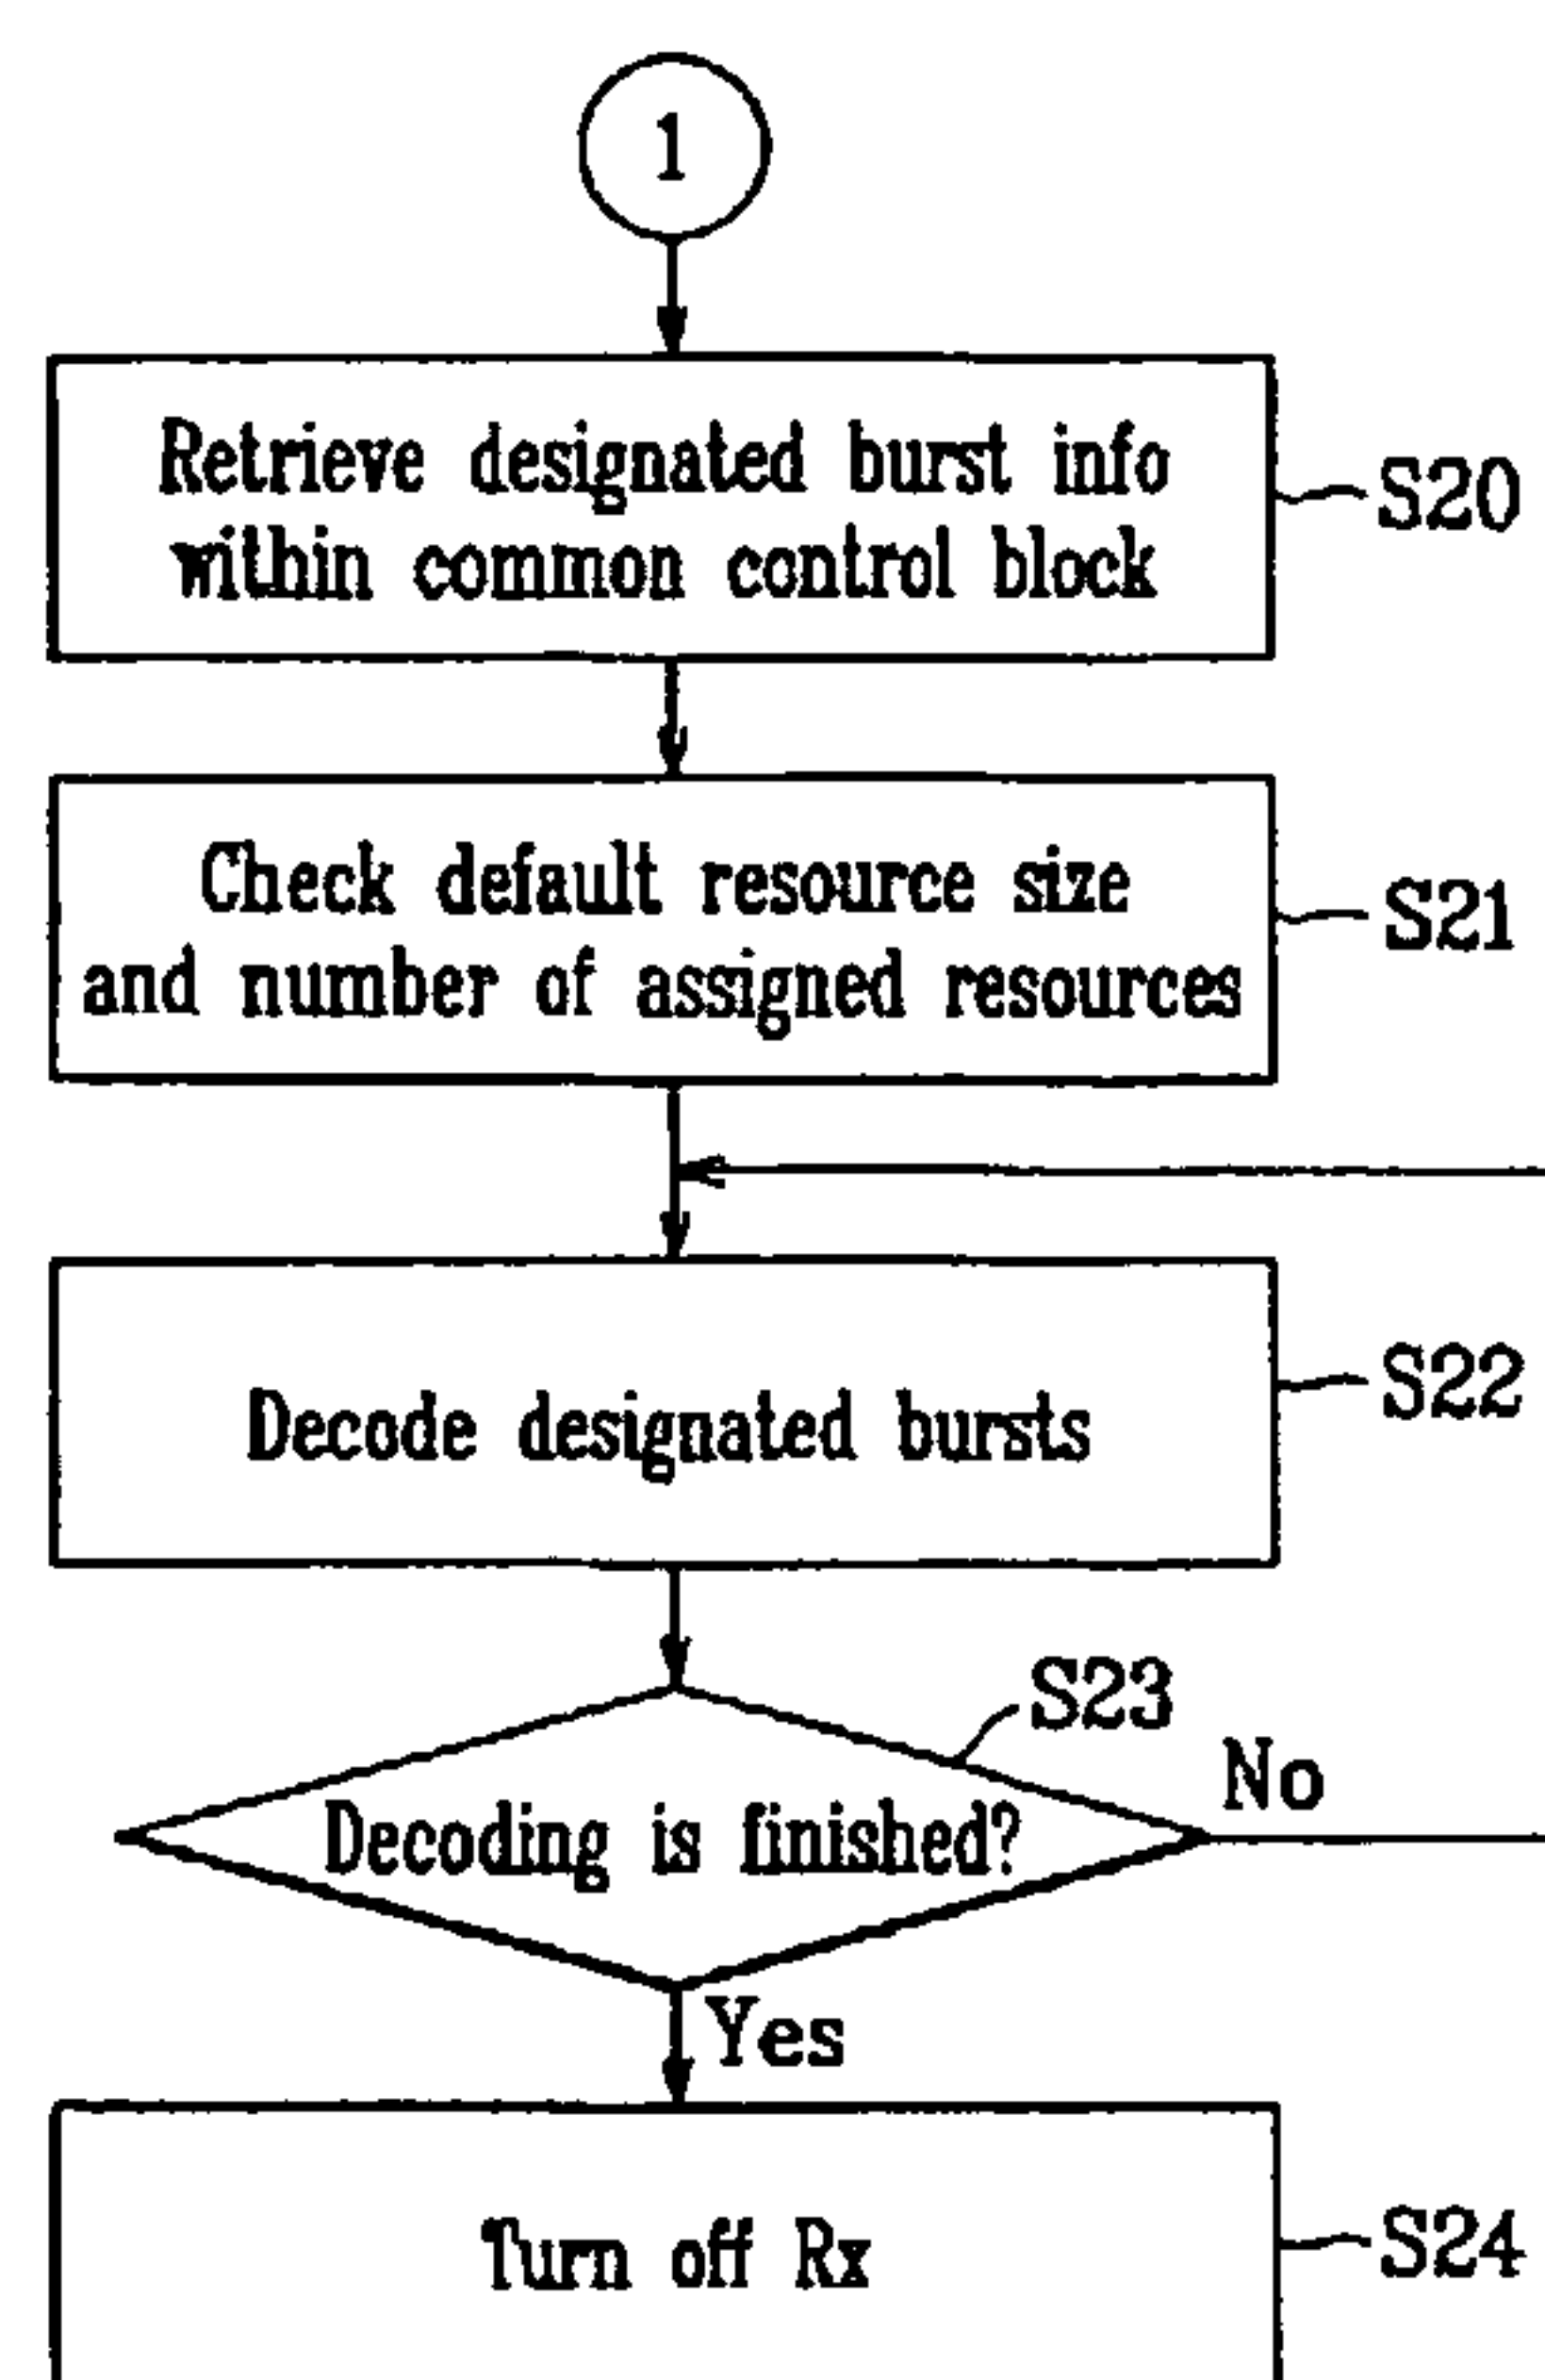 1
Retrieve designated burst info
within common control block
S20
Check default resource size
and number of assigned resources
S21
Decode designated bursts
S22
S23
Decoding is finished?
No
Yes
Turn off Rx
S24